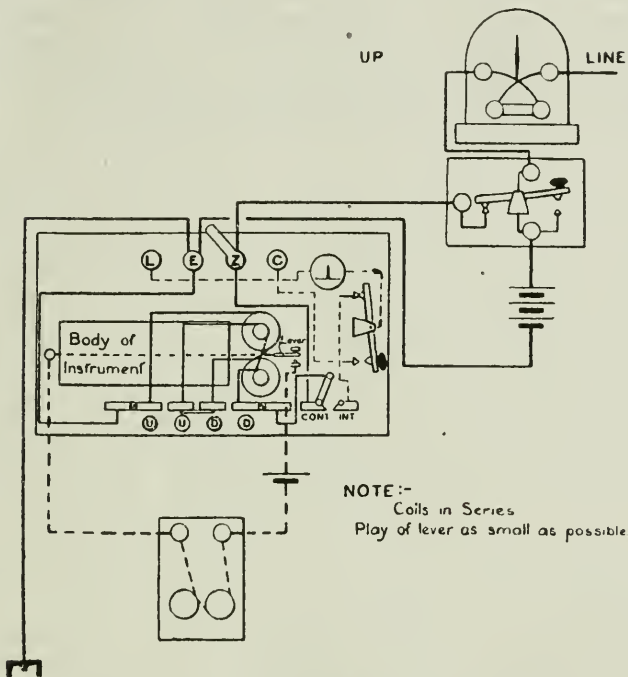 UP LINE
L E Z C
Lever
Body of
Instrument
CONT INT
U U D D
NOTE:-
Coils in Series
Play of lever as small as possible